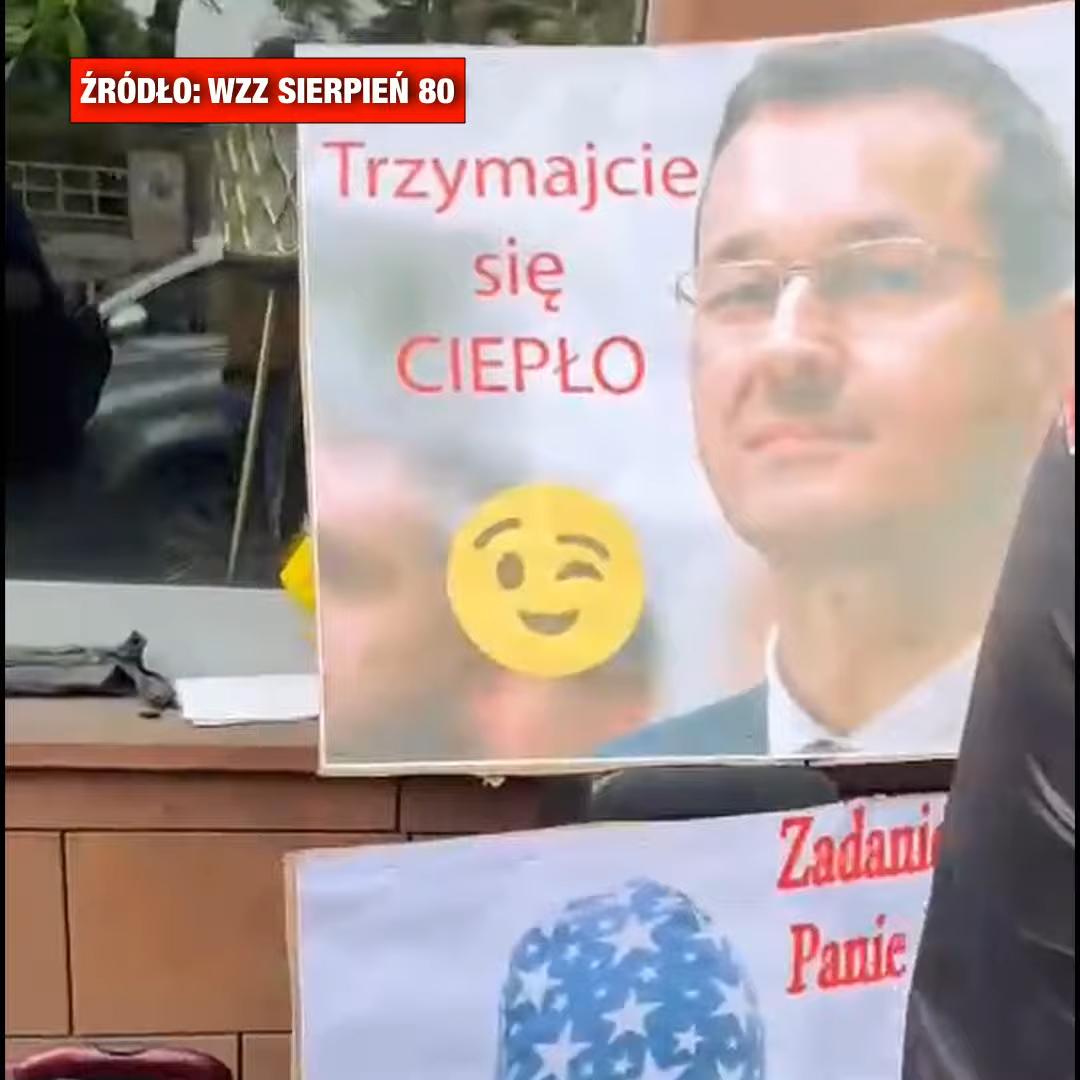 ŹRÓDŁO: WZZ SIERPIEŃ 80
Trzymajcie
się
CIEPŁO
Zadanie
Panie